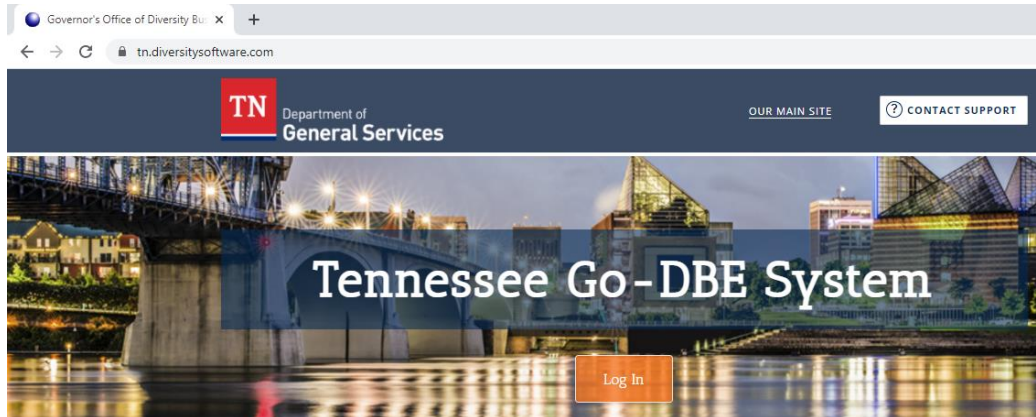 Governor's Office of Diversity Bu
tn.diversitysoftware.com
TN
Department of
General Services
OUR MAIN SITE
? CONTACT SUPPORT
Tennessee Go-DBE System
Log In